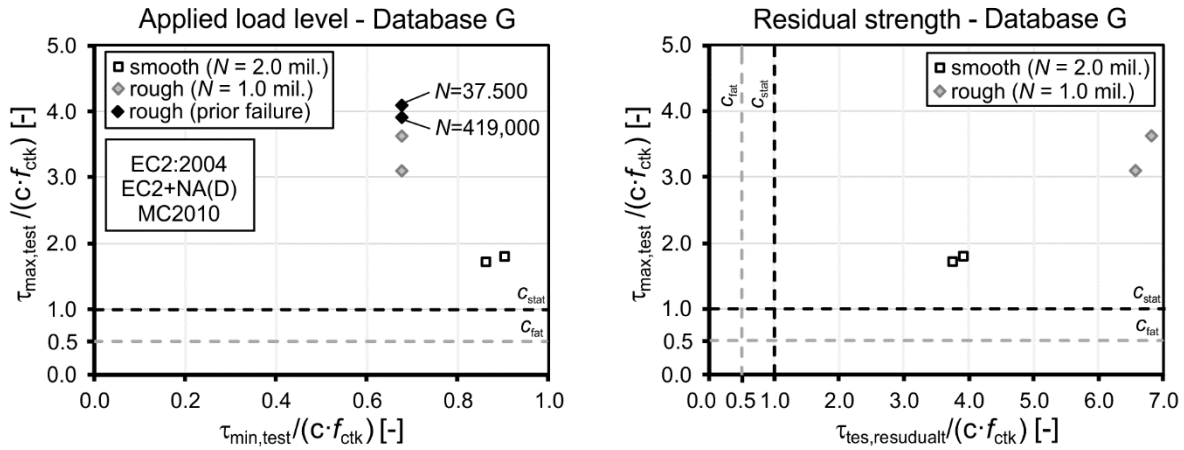 Applied load level - Database G
5.0
4.0
3.0
2.0
1.0
0.5
0.0
τmax,test /(c·fctk) [-]
smooth (N = 2.0 mil.)
rough (N = 1.0 mil.)
rough (prior failure)
N=37.500
N=419,000
EC2:2004
EC2+NA(D)
MC2010
cstat
cfat
0.0 0.2 0.4 0.6 0.8 1.0
τmin,test/(c·fctk) [-]
Residual strength - Database G
5.0
4.0
3.0
2.0
1.0
0.5
0.0
τmax,test /(c·fctk) [-]
cfat
cstat
smooth (N = 2.0 mil.)
rough (N = 1.0 mil.)
cstat
cfat
0.0 0.5 1.0 2.0 3.0 4.0 5.0 6.0 7.0
τtes,resudualt/(c·fctk) [-]